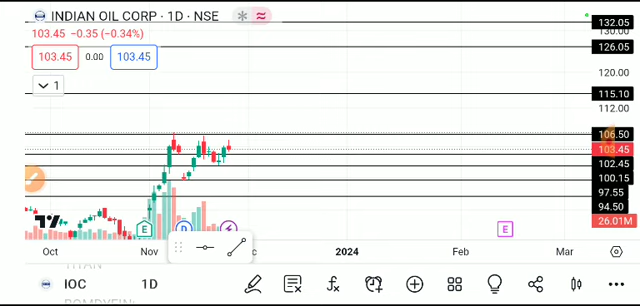 INDIAN OIL CORP · 1D · NSE
103.45 −0.35 (−0.34%)
103.45 0.00 103.45
1
132.05
130.00
126.05
120.00
115.10
112.00
106.50
103.45
102.45
100.15
97.55
94.50
26.01M
E D E
Oct Nov 2024 Feb Mar
IOC 1D